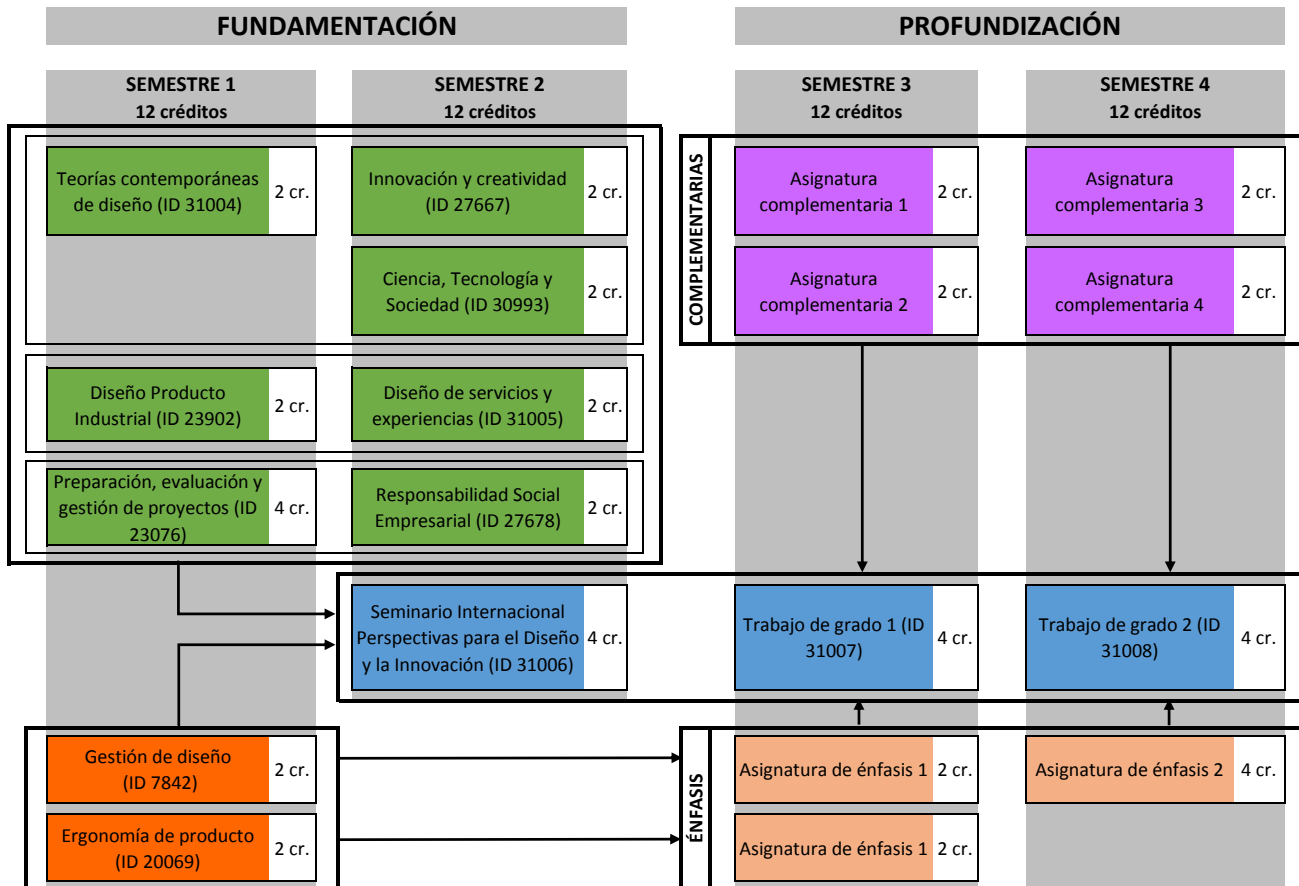 FUNDAMENTACIÓN
PROFUNDIZACIÓN
SEMESTRE 1
12 créditos
SEMESTRE 2
12 créditos
SEMESTRE 3
12 créditos
SEMESTRE 4
12 créditos
Teorías contemporáneas
de diseño (ID 31004)
2 cr.
Innovación y creatividad
(ID 27667)
2 cr.
Ciencia, Tecnología y
Sociedad (ID 30993)
2 cr.
Diseño Producto
Industrial (ID 23902)
2 cr.
Diseño de servicios y
experiencias (ID 31005)
2 cr.
Preparación, evaluación y
gestión de proyectos (ID
23076)
4 cr.
Responsabilidad Social
Empresarial (ID 27678)
2 cr.
COMPLEMENTARIAS
Asignatura
complementaria 1
2 cr.
Asignatura
complementaria 3
2 cr.
Asignatura
complementaria 2
2 cr.
Asignatura
complementaria 4
2 cr.
Seminario Internacional
Perspectivas para el Diseño
y la Innovación (ID 31006)
4 cr.
Trabajo de grado 1 (ID
31007)
4 cr.
Trabajo de grado 2 (ID
31008)
4 cr.
Gestión de diseño
(ID 7842)
2 cr.
Ergonomía de producto
(ID 20069)
2 cr.
ÉNFASIS
Asignatura de énfasis 1
2 cr.
Asignatura de énfasis 2
4 cr.
Asignatura de énfasis 1
2 cr.